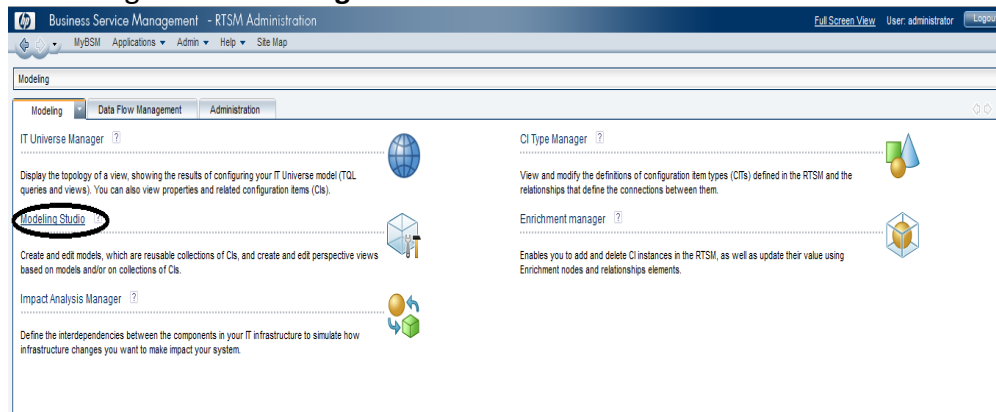 Business Service Management - RTSM Administration
Full Screen View User: administrator Logou
MyBSM Applications Admin Help Site Map
Modeling
Modeling Data Flow Management Administration
IT Universe Manager ?
Display the topology of a view, showing the results of configuring your IT Universe model (TQL
queries and views). You can also view properties and related configuration items (CIs).
CI Type Manager ?
View and modify the definitions of configuration item types (CITs) defined in the RTSM and the
relationships that define the connections between them.
Modeling Studio ?
Create and edit models, which are reusable collections of CIs, and create and edit perspective views
based on models and/or on collections of CIs.
Enrichment manager ?
Enables you to add and delete CI instances in the RTSM, as well as update their value using
Enrichment nodes and relationships elements.
Impact Analysis Manager ?
Define the interdependencies between the components in your IT infrastructure to simulate how
infrastructure changes you want to make impact your system.